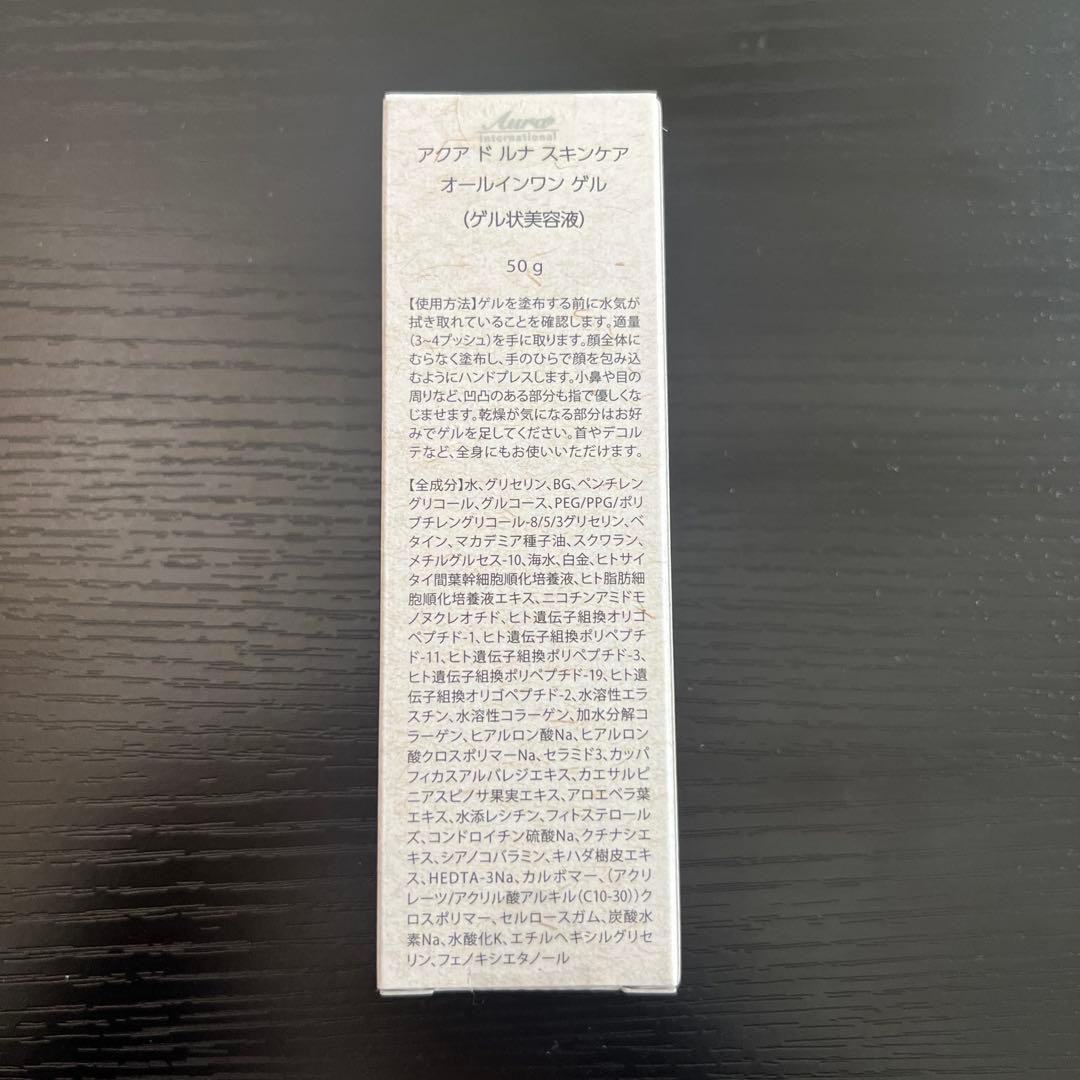 Aura
International
アクア ド ルナ スキンケア
オールインワン ゲル
(ゲル状美容液)
50 g
【使用方法】ゲルを塗布する前に水気が
拭き取れていることを確認します。適量
(3~4プッシュ)を手に取ります。顔全体に
むらなく塗布し、手のひらで顔を包み込
むようにハンドプレスします。小鼻や目の
周りなど、凹凸のある部分も指で優しくな
じませます。乾燥が気になる部分はお好
みでゲルを足してください。首やデコル
テなど、全身にもお使いいただけます。
【全成分】水、グリセリン、BG、ペンチレン
グリコール、グルコース、PEG/PPG/ポリ
ブチレングリコール-8/5/3グリセリン、ベ
タイン、マカデミア種子油、スクワラン、
メチルグルセス-10、海水、白金、ヒトサイ
タイ間葉幹細胞順化培養液、ヒト脂肪細
胞順化培養液エキス、ニコチンアミドモ
ノヌクレオチド、ヒト遺伝子組換オリゴ
ペプチド-1、ヒト遺伝子組換ポリペプチ
ド-11、ヒト遺伝子組換ポリペプチド-3、
ヒト遺伝子組換ポリペプチド-19、ヒト遺
伝子組換オリゴペプチド-2、水溶性エラ
スチン、水溶性コラーゲン、加水分解コ
ラーゲン、ヒアルロン酸Na、ヒアルロン
酸クロスポリマーNa、セラミド3、カッパ
フィカスアルバレジエキス、カエサルピ
ニアスピノサ果実エキス、アロエベラ葉
エキス、水添レシチン、フィトステロール
ズ、コンドロイチン硫酸Na、クチナシエ
キス、シアノコバラミン、キハダ樹皮エキ
ス、HEDTA-3Na、カルボマー、(アクリ
レーツ/アクリル酸アルキル(C10-30))ク
ロスポリマー、セルロースガム、炭酸水
素Na、水酸化K、エチルヘキシルグリセ
リン、フェノキシエタノール